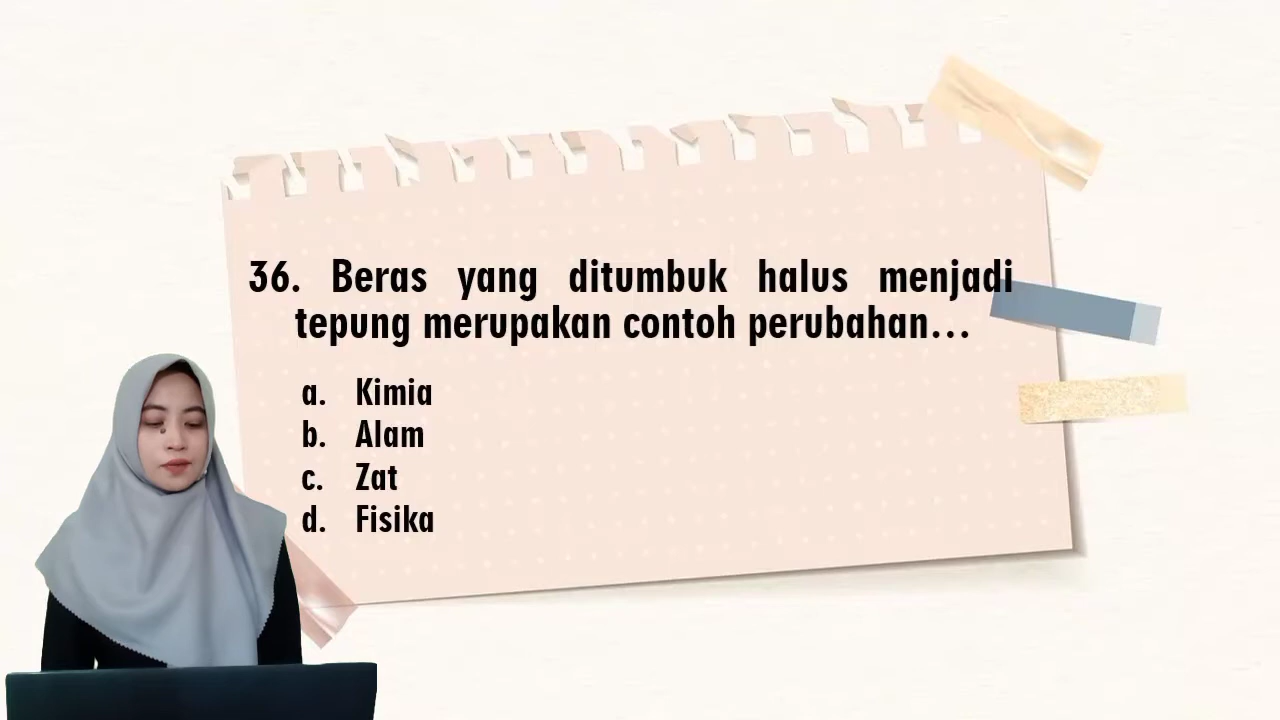 36. Beras yang ditumbuk halus menjadi
tepung merupakan contoh perubahan...
a. Kimia
b. Alam
c. Zat
d. Fisika